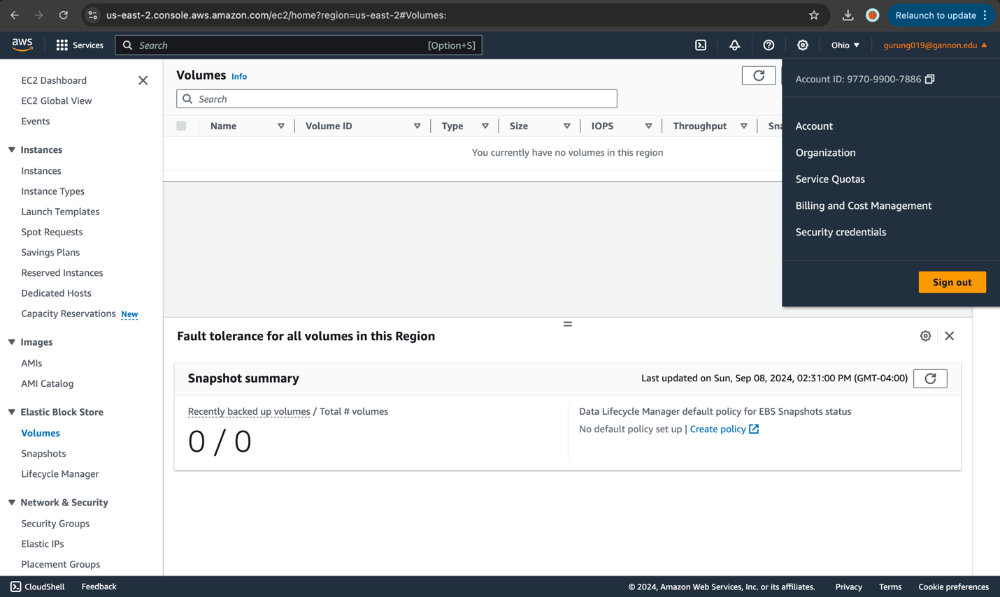 us-east-2.console.aws.amazon.com/ec2/home?region=us-east-2#Volumes:
Relaunch to update
aws
Services
Search
[Option+S]
Ohio
gurung019@gannon.edu
EC2 Dashboard
EC2 Global View
Events
Instances
Instances
Instance Types
Launch Templates
Spot Requests
Savings Plans
Reserved Instances
Dedicated Hosts
Capacity Reservations New
Images
AMIs
AMI Catalog
Elastic Block Store
Volumes
Snapshots
Lifecycle Manager
Network & Security
Security Groups
Elastic IPs
Placement Groups
Volumes Info
Search
Name
Volume ID
Type
Size
IOPS
Throughput
Sna
You currently have no volumes in this region
Account ID: 9770-9900-7886
Account
Organization
Service Quotas
Billing and Cost Management
Security credentials
Sign out
Fault tolerance for all volumes in this Region
Snapshot summary
Last updated on Sun, Sep 08, 2024, 02:31:00 PM (GMT-04:00)
Recently backed up volumes / Total # volumes
0 / 0
Data Lifecycle Manager default policy for EBS Snapshots status
No default policy set up | Create policy
CloudShell
Feedback
© 2024, Amazon Web Services, Inc. or its affiliates.
Privacy
Terms
Cookie preferences